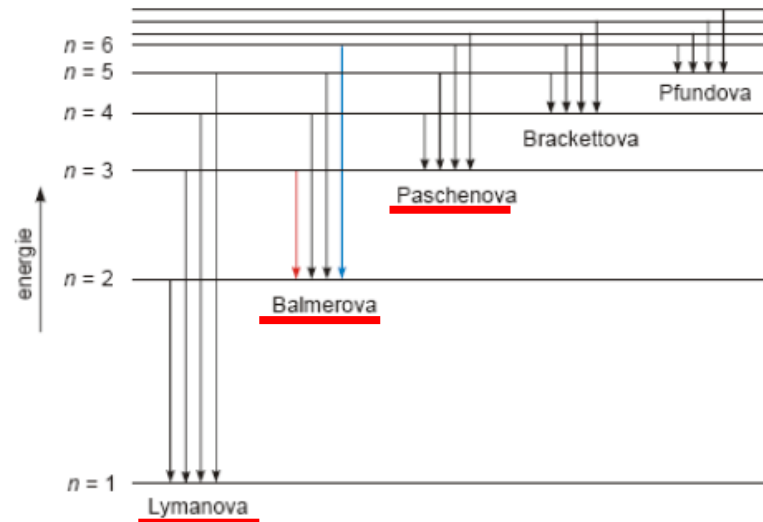 n = 6
n = 5
Pfundova
n = 4
Brackettova
n = 3
Paschenova
energie
n = 2
Balmerova
n = 1
Lymanova